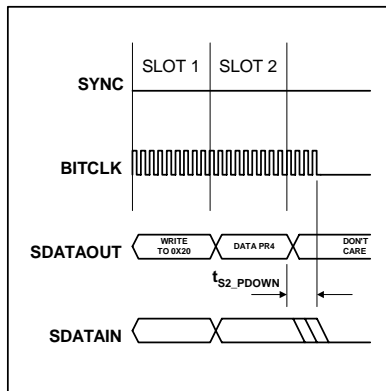 SLOT 1 SLOT 2
SYNC
BITCLK
SDATAOUT
WRITE
TO 0X20
DATA PR4
DON'T
CARE
tS2_PDOWN
SDATAIN